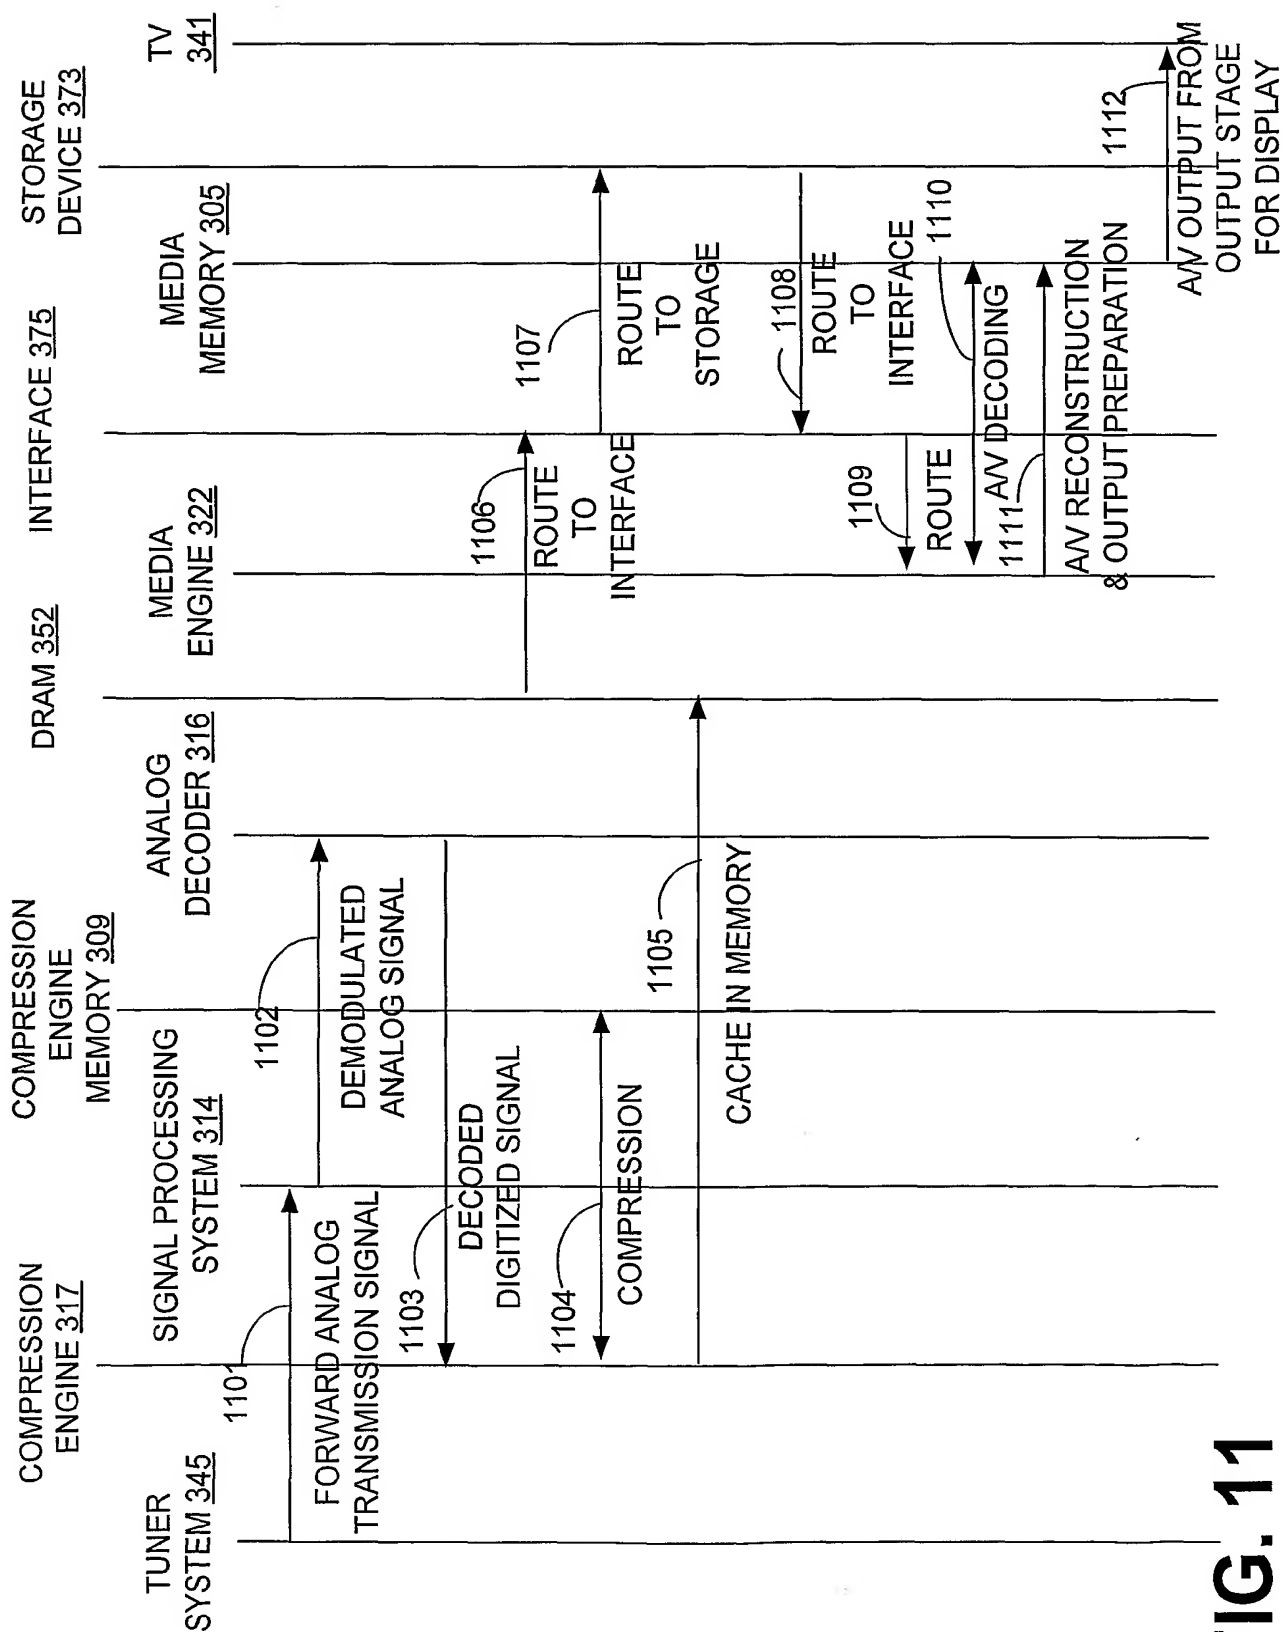 TUNER
SYSTEM 345
COMPRESSION
ENGINE 317
SIGNAL PROCESSING
SYSTEM 314
COMPRESSION
ENGINE
MEMORY 309
ANALOG
DECODER 316
DRAM 352
MEDIA
ENGINE 322
INTERFACE 375
MEDIA
MEMORY 305
STORAGE
DEVICE 373
TV
341
1101
FORWARD ANALOG
TRANSMISSION SIGNAL
1102
DEMODULATED
ANALOG SIGNAL
1103
DECODED
DIGITIZED SIGNAL
1104
COMPRESSION
1105
CACHE IN MEMORY
1106
ROUTE
TO
INTERFACE
1107
ROUTE
TO
STORAGE
1108
ROUTE
TO
INTERFACE
1109
ROUTE
1110
A/V DECODING
1111
A/V RECONSTRUCTION
& OUTPUT PREPARATION
1112
A/V OUTPUT FROM
OUTPUT STAGE
FOR DISPLAY
FIG. 11